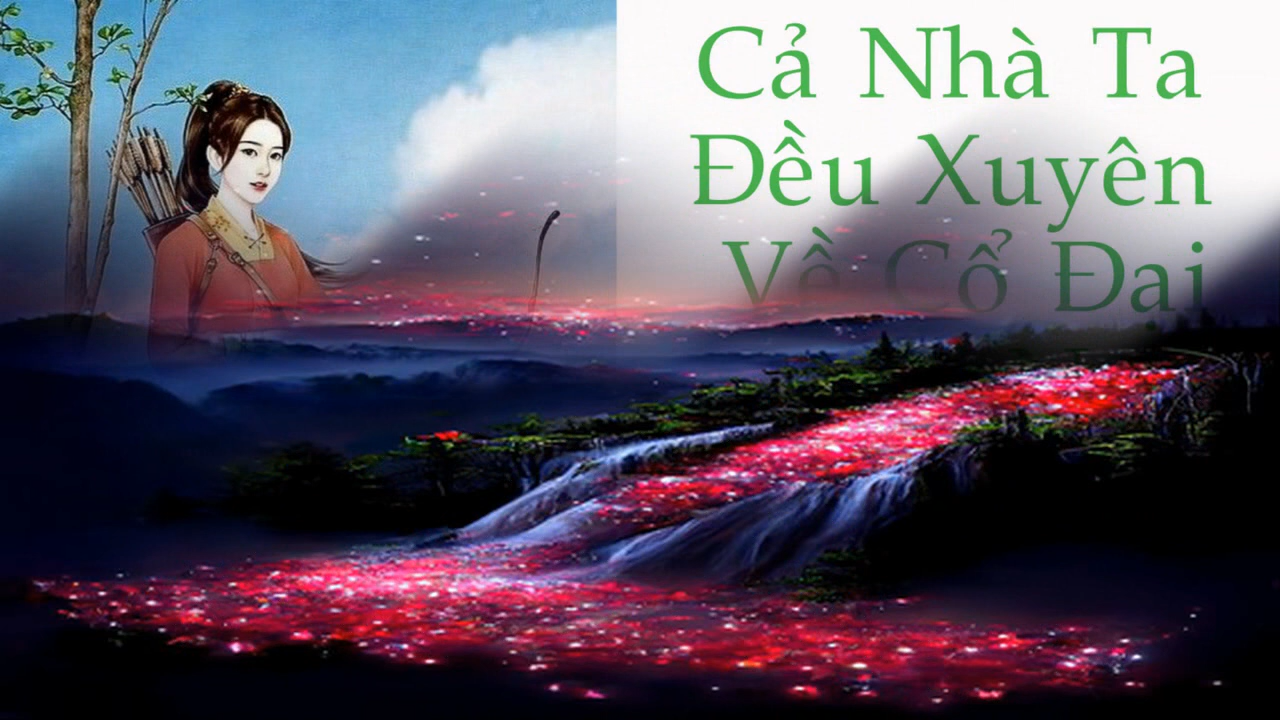 Cả Nhà Ta
Đều Xuyên
Về Cổ Đại